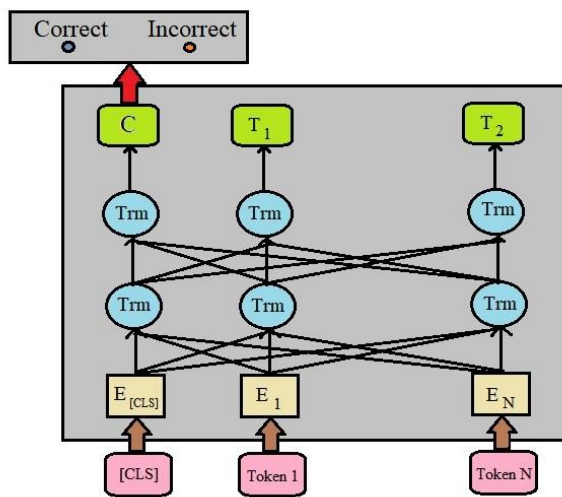 Correct Incorrect
C T1 T2
Trm Trm Trm
Trm Trm Trm
E[CLS] E1 EN
[CLS] Token 1 Token N